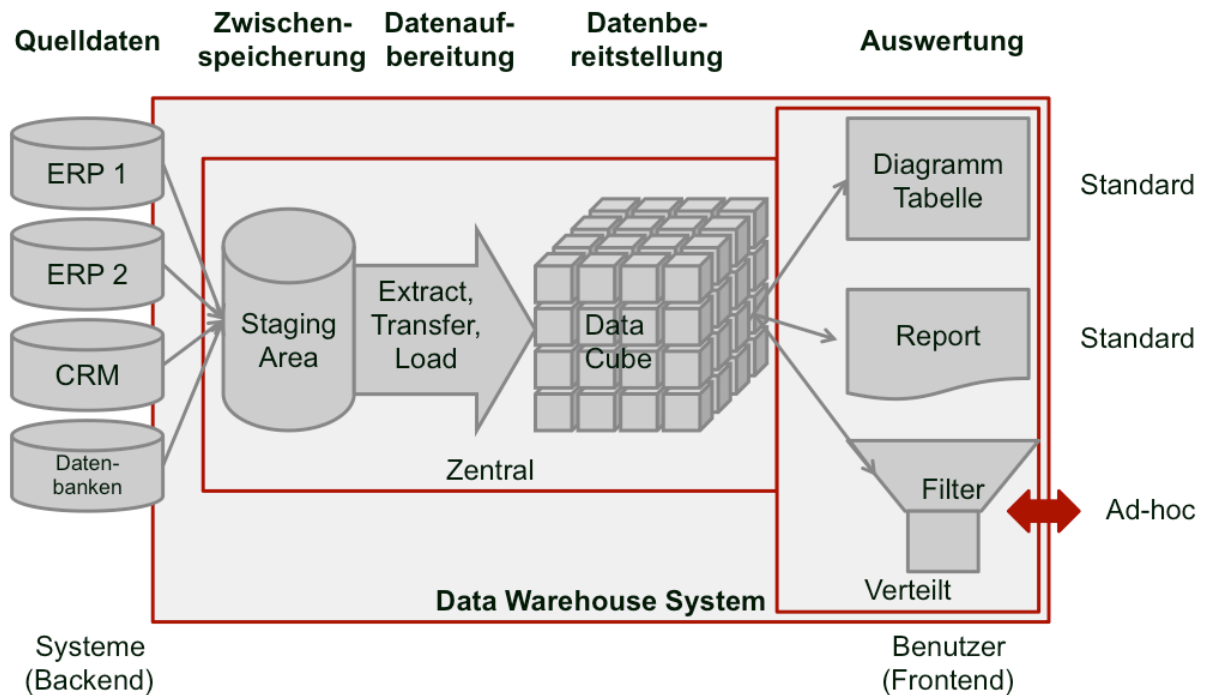 Quelldaten
Zwischen-
speicherung
Datenauf-
bereitung
Datenbe-
reitstellung
Auswertung
ERP 1
ERP 2
CRM
Daten-
banken
Staging
Area
Extract,
Transfer,
Load
Data
Cube
Zentral
Diagramm
Tabelle
Standard
Report
Standard
Filter
Ad-hoc
Verteilt
Data Warehouse System
Systeme
(Backend)
Benutzer
(Frontend)